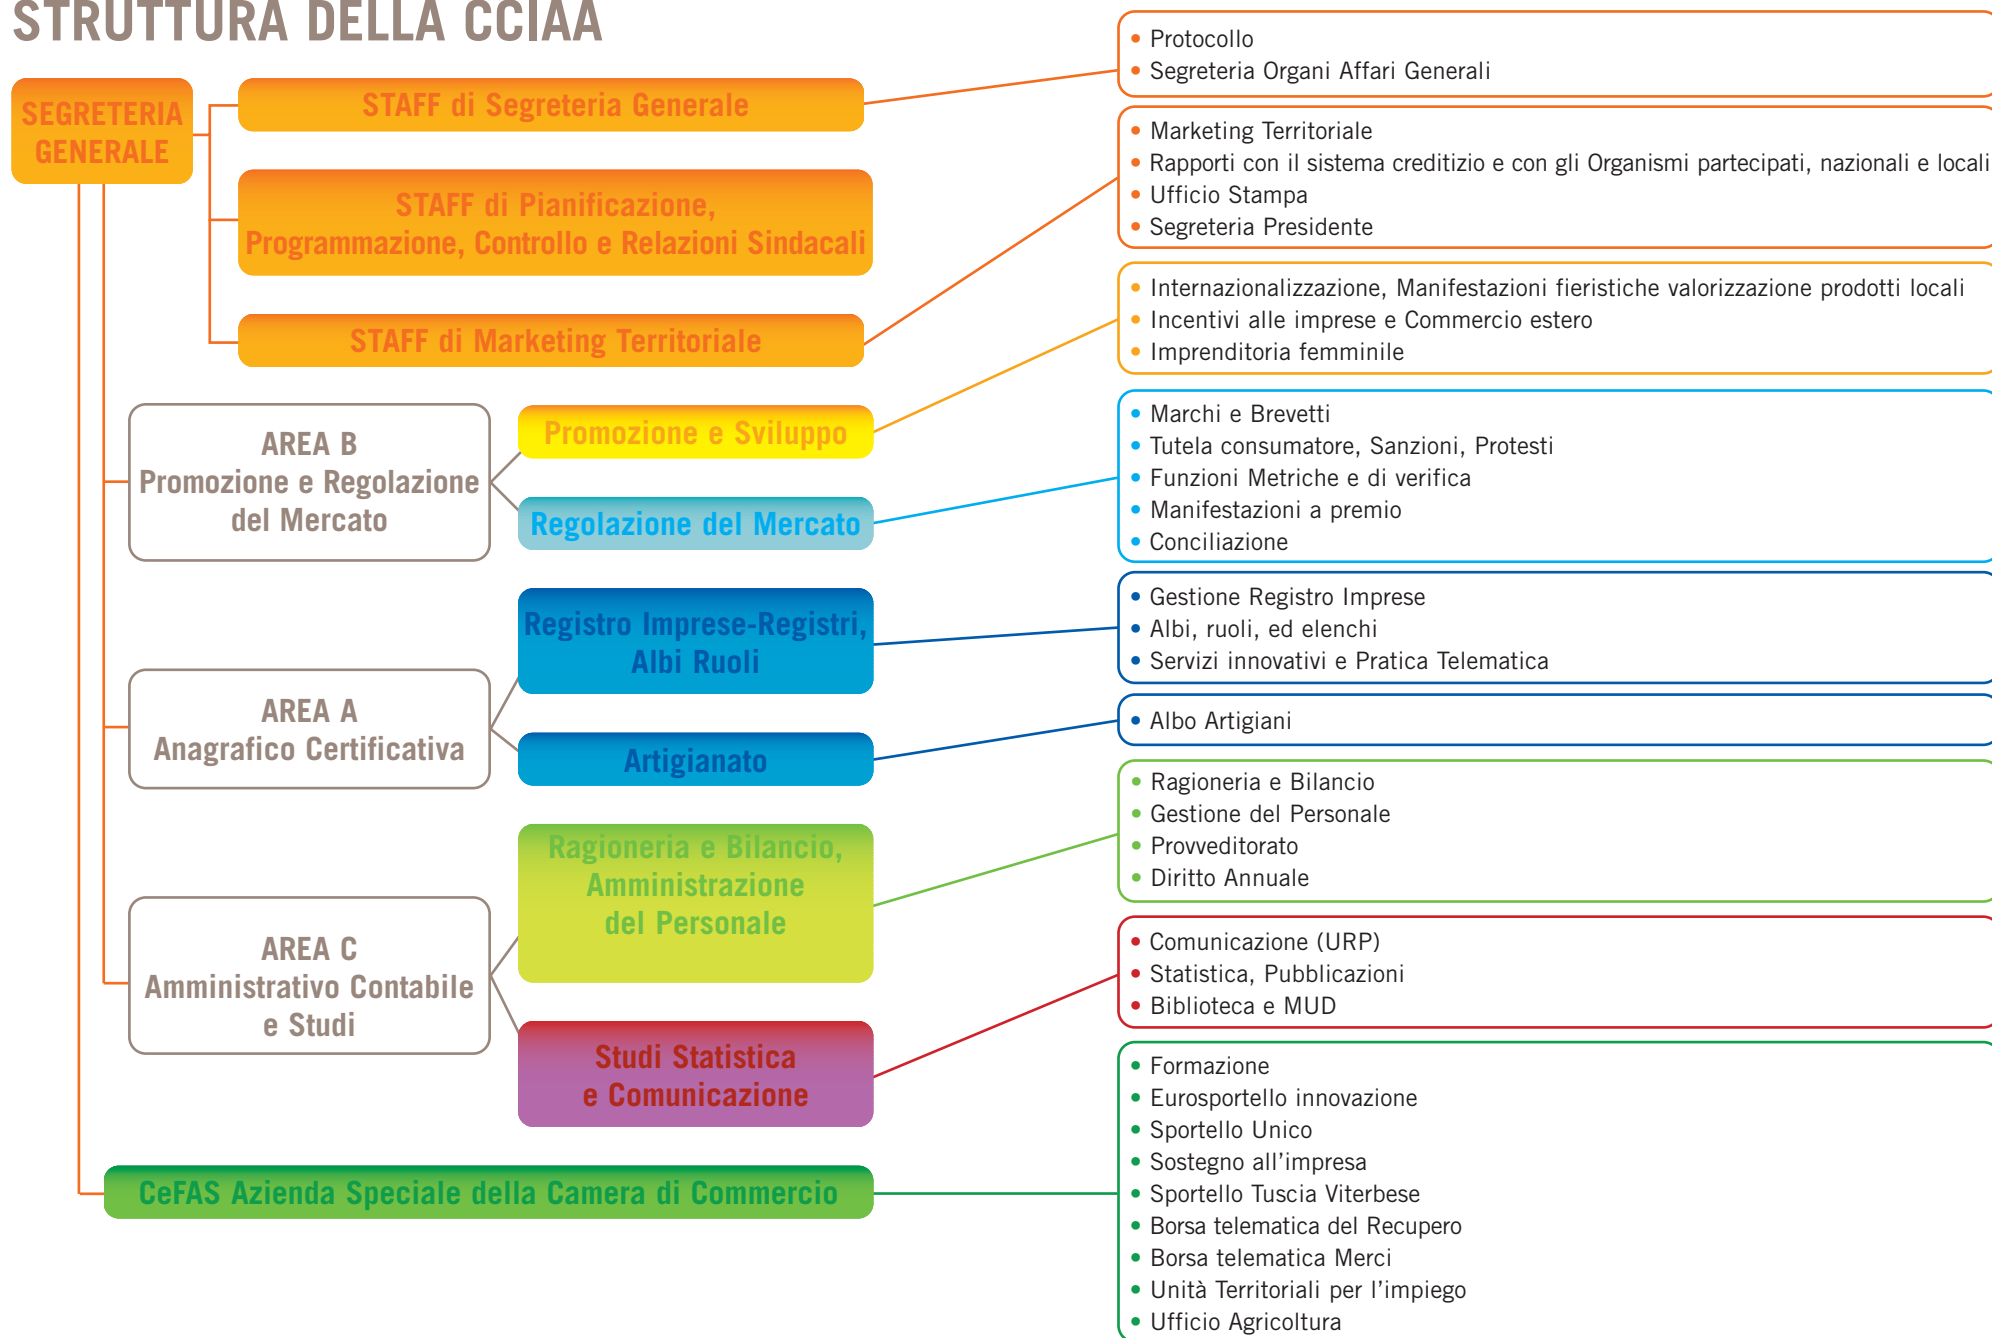 STRUTTURA DELLA CCIAA
SEGRETERIA
GENERALE
STAFF di Segreteria Generale
• Protocollo
• Segreteria Organi Affari Generali
STAFF di Pianificazione,
Programmazione, Controllo e Relazioni Sindacali
STAFF di Marketing Territoriale
• Marketing Territoriale
• Rapporti con il sistema creditizio e con gli Organismi partecipati, nazionali e locali
• Ufficio Stampa
• Segreteria Presidente
AREA B
Promozione e Regolazione
del Mercato
Promozione e Sviluppo
• Internazionalizzazione, Manifestazioni fieristiche valorizzazione prodotti locali
• Incentivi alle imprese e Commercio estero
• Imprenditoria femminile
Regolazione del Mercato
• Marchi e Brevetti
• Tutela consumatore, Sanzioni, Protesti
• Funzioni Metriche e di verifica
• Manifestazioni a premio
• Conciliazione
AREA A
Anagrafico Certificativa
Registro Imprese-Registri,
Albi Ruoli
• Gestione Registro Imprese
• Albi, ruoli, ed elenchi
• Servizi innovativi e Pratica Telematica
Artigianato
• Albo Artigiani
AREA C
Amministrativo Contabile
e Studi
Ragioneria e Bilancio,
Amministrazione
del Personale
• Ragioneria e Bilancio
• Gestione del Personale
• Provveditorato
• Diritto Annuale
Studi Statistica
e Comunicazione
• Comunicazione (URP)
• Statistica, Pubblicazioni
• Biblioteca e MUD
CeFAS Azienda Speciale della Camera di Commercio
• Formazione
• Eurosportello innovazione
• Sportello Unico
• Sostegno all’impresa
• Sportello Tuscia Viterbese
• Borsa telematica del Recupero
• Borsa telematica Merci
• Unità Territoriali per l’impiego
• Ufficio Agricoltura